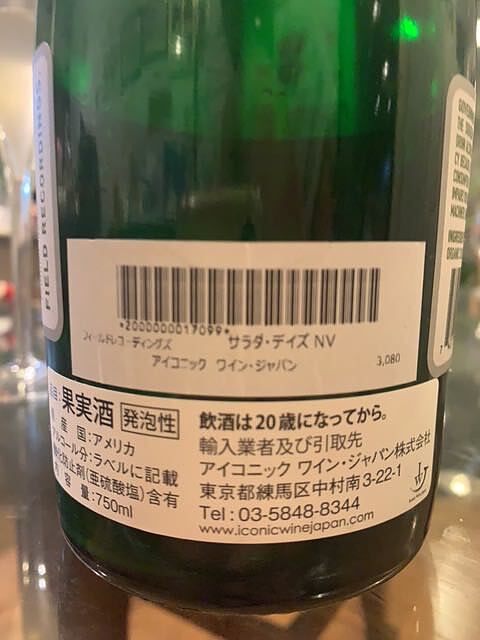 FIELD RECORDINGS
*2000000017099*
フィールドレコーディングズ
サラダ・デイズ NV
アイコニック ワイン・ジャパン
3,080
果実酒 発泡性
産 国:アメリカ
アルコール分:ラベルに記載
酸化防止剤(亜硫酸塩)含有
容 量:750ml
飲酒は20歳になってから。
輸入業者及び引取先
アイコニック ワイン・ジャパン株式会社
東京都練馬区中村南3-22-1
Tel : 03-5848-8344
www.iconicwinejapan.com